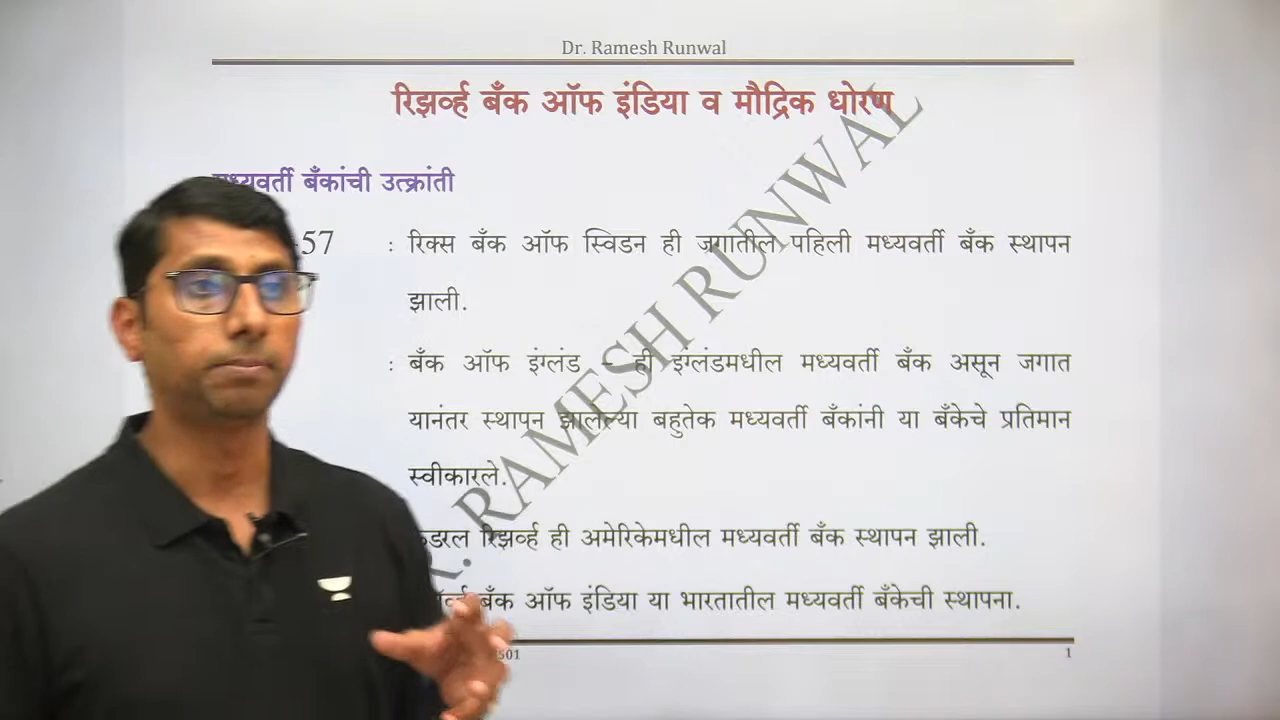 Dr. Ramesh Runwal
रिझर्व्ह बँक ऑफ इंडिया व मौद्रिक धोरण
मध्यवर्ती बँकांची उत्क्रांती
57 : रिक्स बँक ऑफ स्विडन ही जगातील पहिली मध्यवर्ती बँक स्थापन
झाली.
: बँक ऑफ इंग्लंड - ही इंग्लंडमधील मध्यवर्ती बँक असून जगात
यानंतर स्थापन झालेल्या बहुतेक मध्यवर्ती बँकांनी या बँकेचे प्रतिमान
स्वीकारले.
रिझर्व्ह ही अमेरिकेमधील मध्यवर्ती बँक स्थापन झाली.
बँक ऑफ इंडिया या भारतातील मध्यवर्ती बँकेची स्थापना.
501 1
R. RAMESH RUNWAL